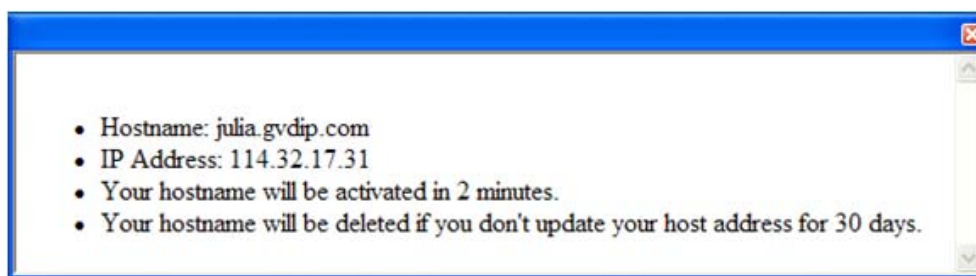 Hostname: julia.gvdip.com
IP Address: 114.32.17.31
Your hostname will be activated in 2 minutes.
Your hostname will be deleted if you don't update your host address for 30 days.